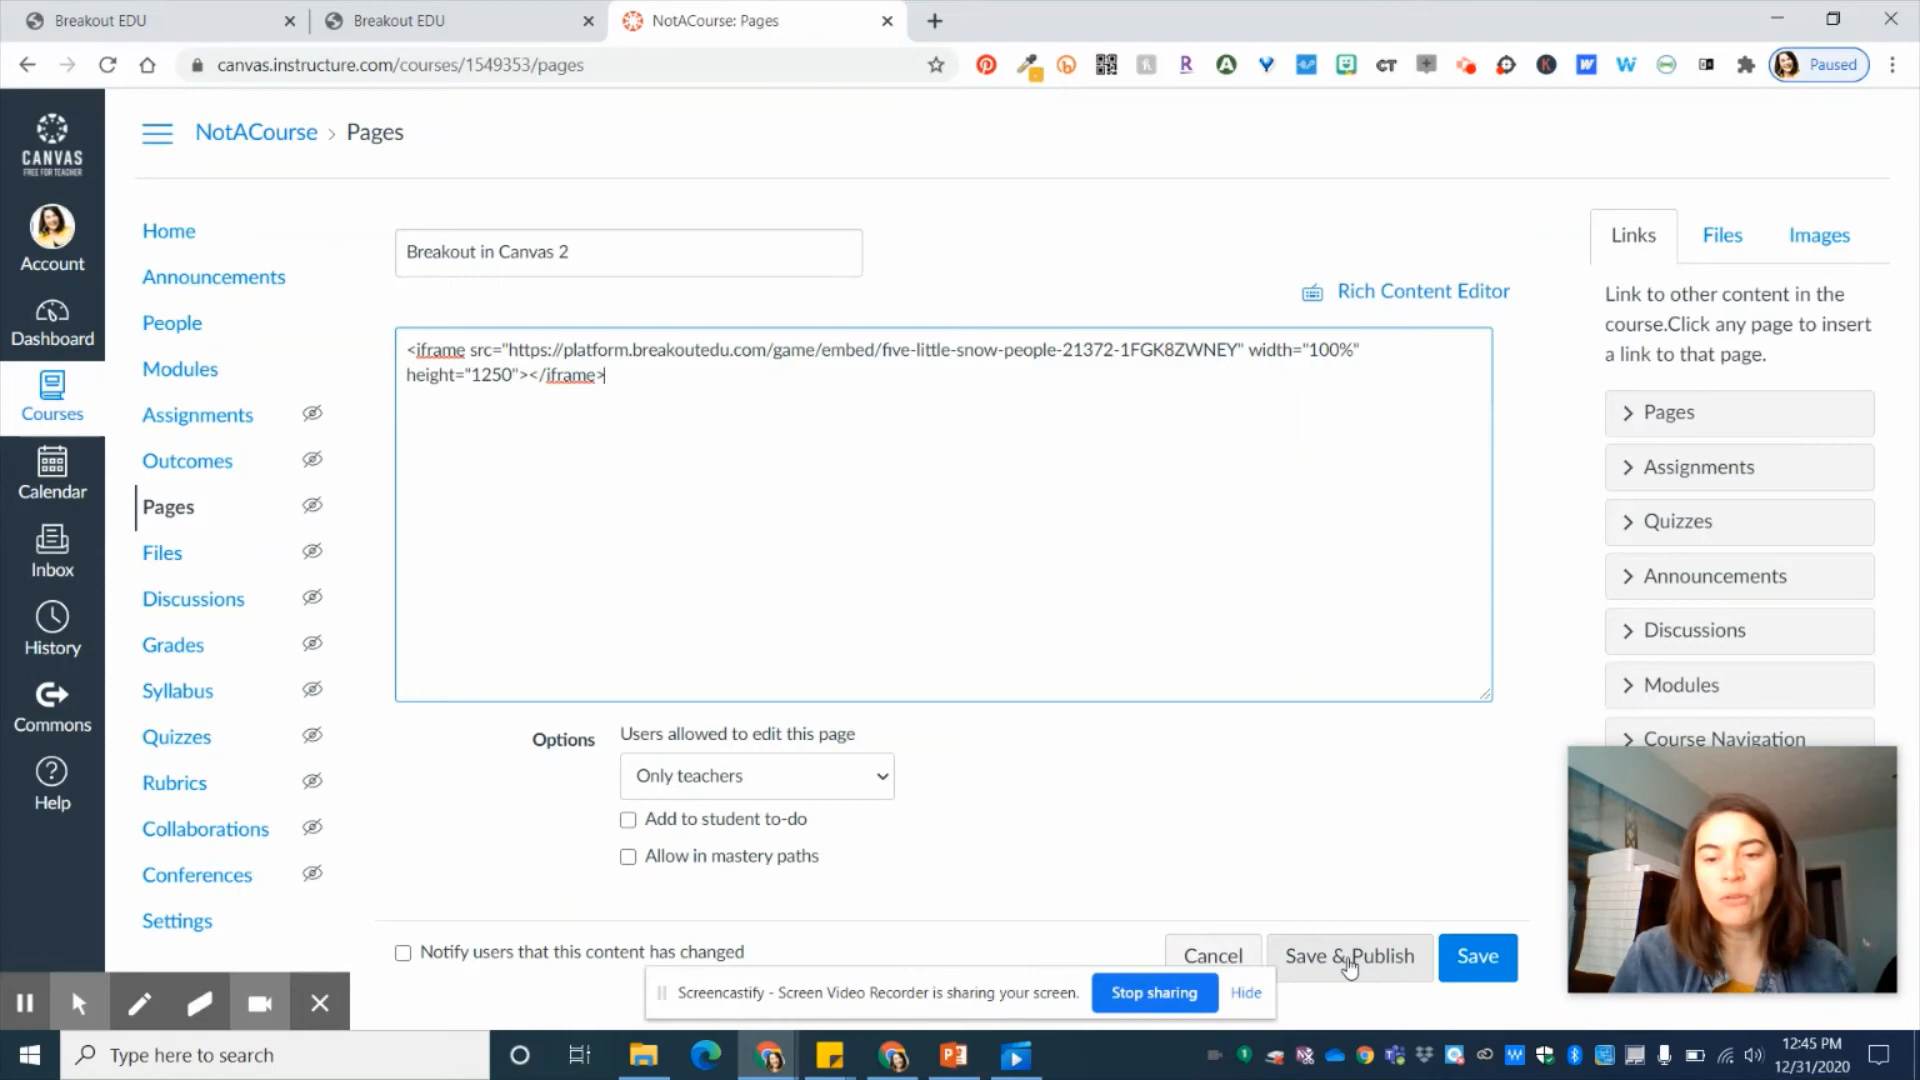 Breakout EDU
Breakout EDU
NotACourse: Pages
canvas.instructure.com/courses/1549353/pages
Paused
CANVAS
FREE FOR TEACHER
Account
Dashboard
Courses
Calendar
Inbox
History
Commons
Help
NotACourse > Pages
Home
Announcements
People
Modules
Assignments
Outcomes
Pages
Files
Discussions
Grades
Syllabus
Quizzes
Rubrics
Collaborations
Conferences
Settings
Breakout in Canvas 2
Rich Content Editor
<iframe src="https://platform.breakoutedu.com/game/embed/five-little-snow-people-21372-1FGK8ZWNEY" width="100%"
height="1250"></iframe>
Options
Users allowed to edit this page
Only teachers
Add to student to-do
Allow in mastery paths
Notify users that this content has changed
Cancel
Save & Publish
Save
Links
Files
Images
Link to other content in the
course.Click any page to insert
a link to that page.
Pages
Assignments
Quizzes
Announcements
Discussions
Modules
Course Navigation
Screencastify - Screen Video Recorder is sharing your screen.
Stop sharing
Hide
Type here to search
12:45 PM
12/31/2020